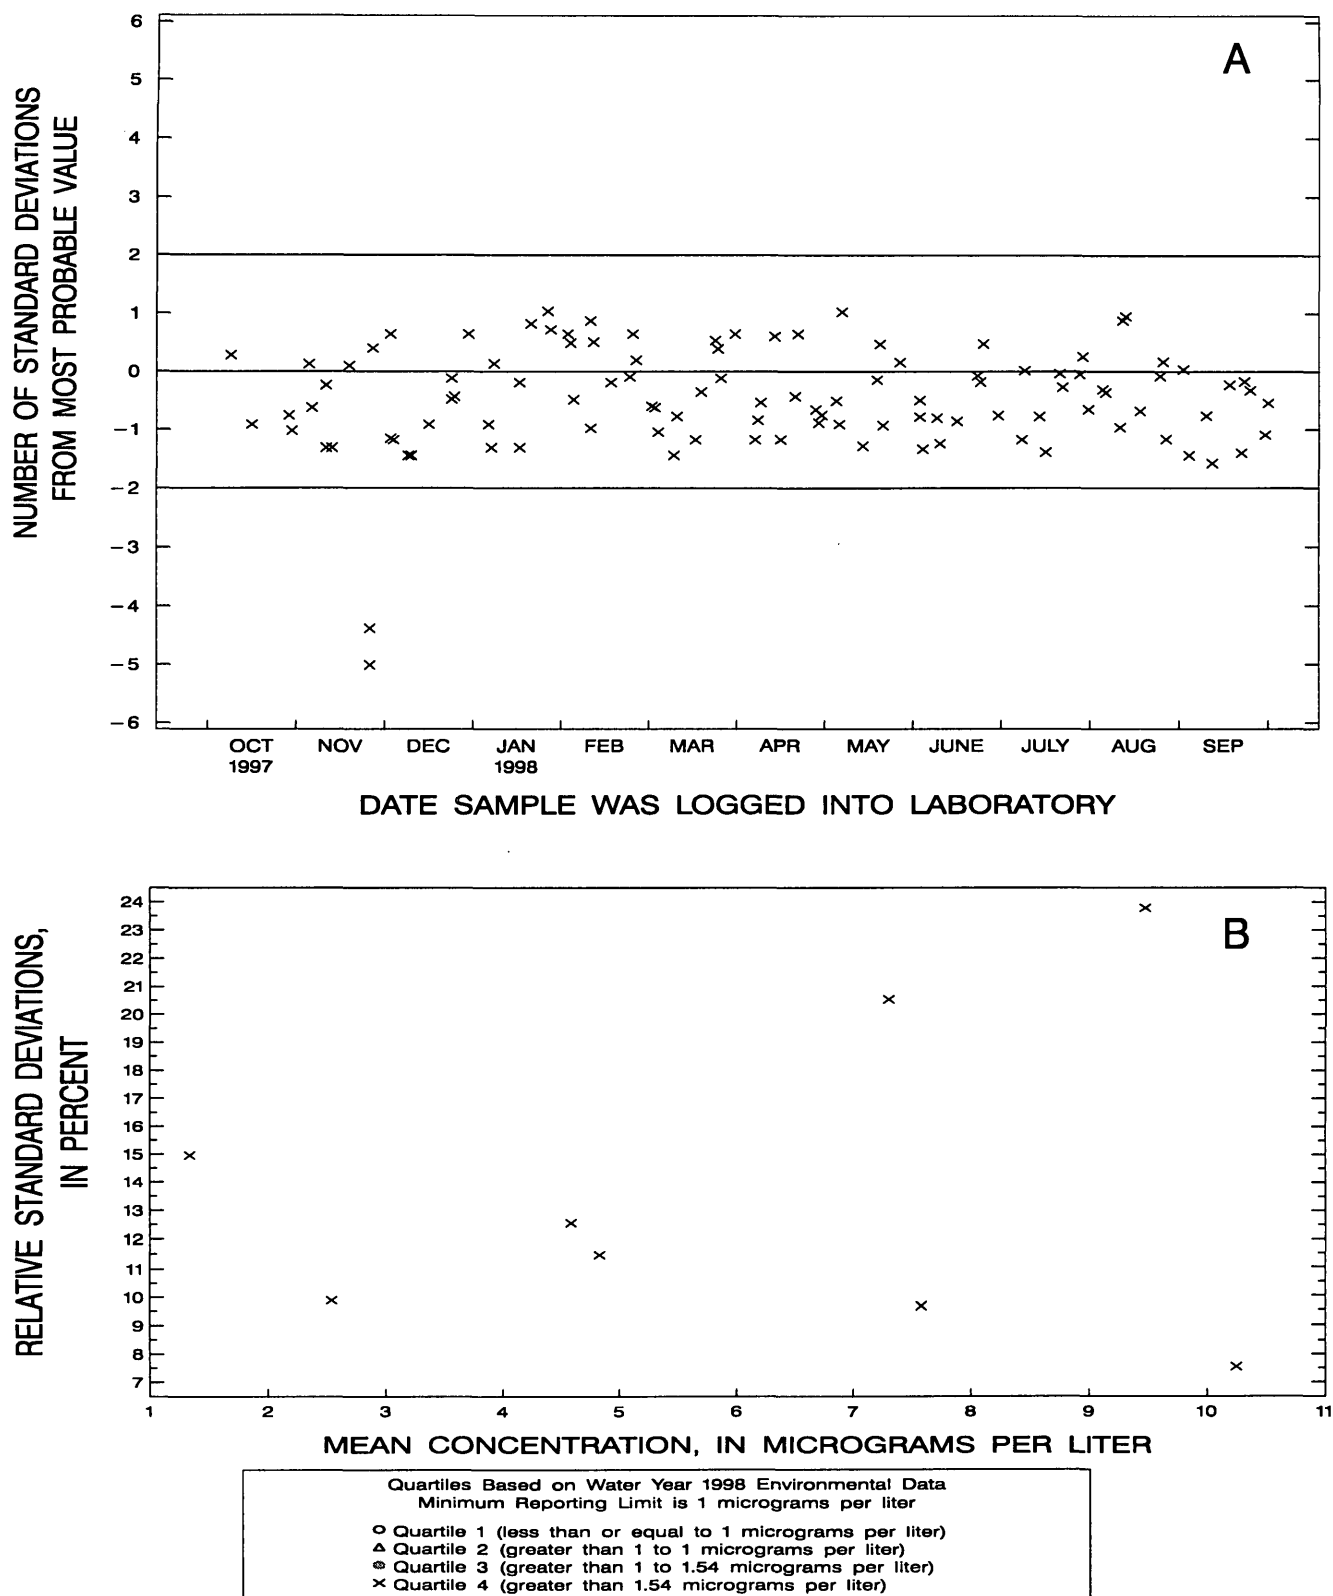 A
NUMBER OF STANDARD DEVIATIONS
FROM MOST PROBABLE VALUE
6
5
4
3
2
1
0
−1
−2
−3
−4
−5
−6
OCT NOV DEC JAN FEB MAR APR MAY JUNE JULY AUG SEP
1997 1998
DATE SAMPLE WAS LOGGED INTO LABORATORY
B
RELATIVE STANDARD DEVIATIONS,
IN PERCENT
24
23
22
21
20
19
18
17
16
15
14
13
12
11
10
9
8
7
1 2 3 4 5 6 7 8 9 10 11
MEAN CONCENTRATION, IN MICROGRAMS PER LITER
Quartiles Based on Water Year 1998 Environmental Data
Minimum Reporting Limit is 1 micrograms per liter
Quartile 1 (less than or equal to 1 micrograms per liter)
Quartile 2 (greater than 1 to 1 micrograms per liter)
Quartile 3 (greater than 1 to 1.54 micrograms per liter)
Quartile 4 (greater than 1.54 micrograms per liter)